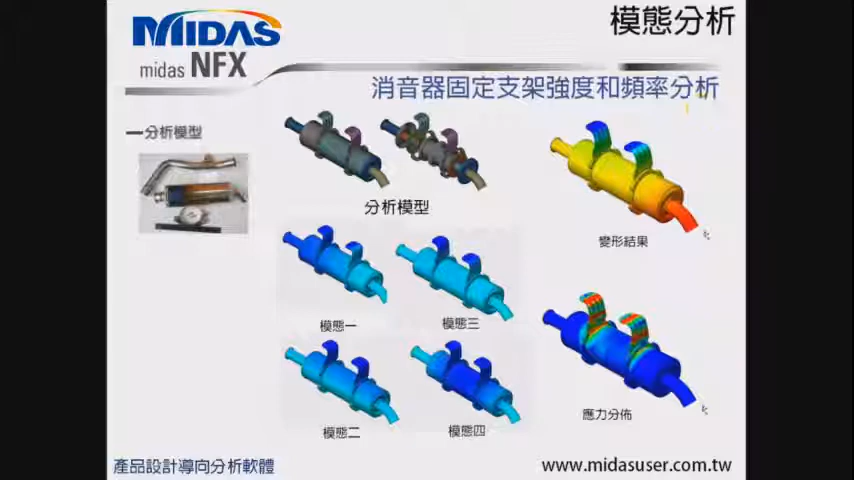 MIDAS
midas NFX
模態分析
消音器固定支架強度和頻率分析
分析模型
分析模型
變形結果
模態一
模態三
模態二
模態四
應力分佈
產品設計導向分析軟體
www.midasuser.com.tw